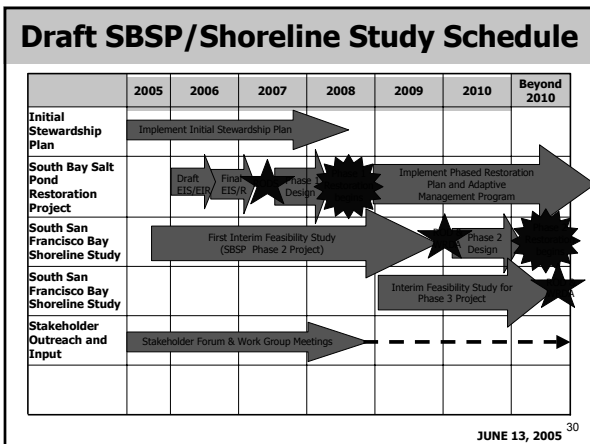 Draft SBSP/Shoreline Study Schedule
2005 2006 2007 2008 2009 2010 Beyond
2010
Initial
Stewardship
Plan
Implement Initial Stewardship Plan
South Bay Salt
Pond
Restoration
Project
Draft
EIS/EIR
Final
EIS/R
Phase 1
Design
Implement Phased Restoration
Plan and Adaptive
Management Program
South San
Francisco Bay
Shoreline Study
First Interim Feasibility Study
(SBSP Phase 2 Project)
Phase 2
Design
South San
Francisco Bay
Shoreline Study
Interim Feasibility Study for
Phase 3 Project
Stakeholder
Outreach and
Input
Stakeholder Forum & Work Group Meetings
JUNE 13, 2005
30